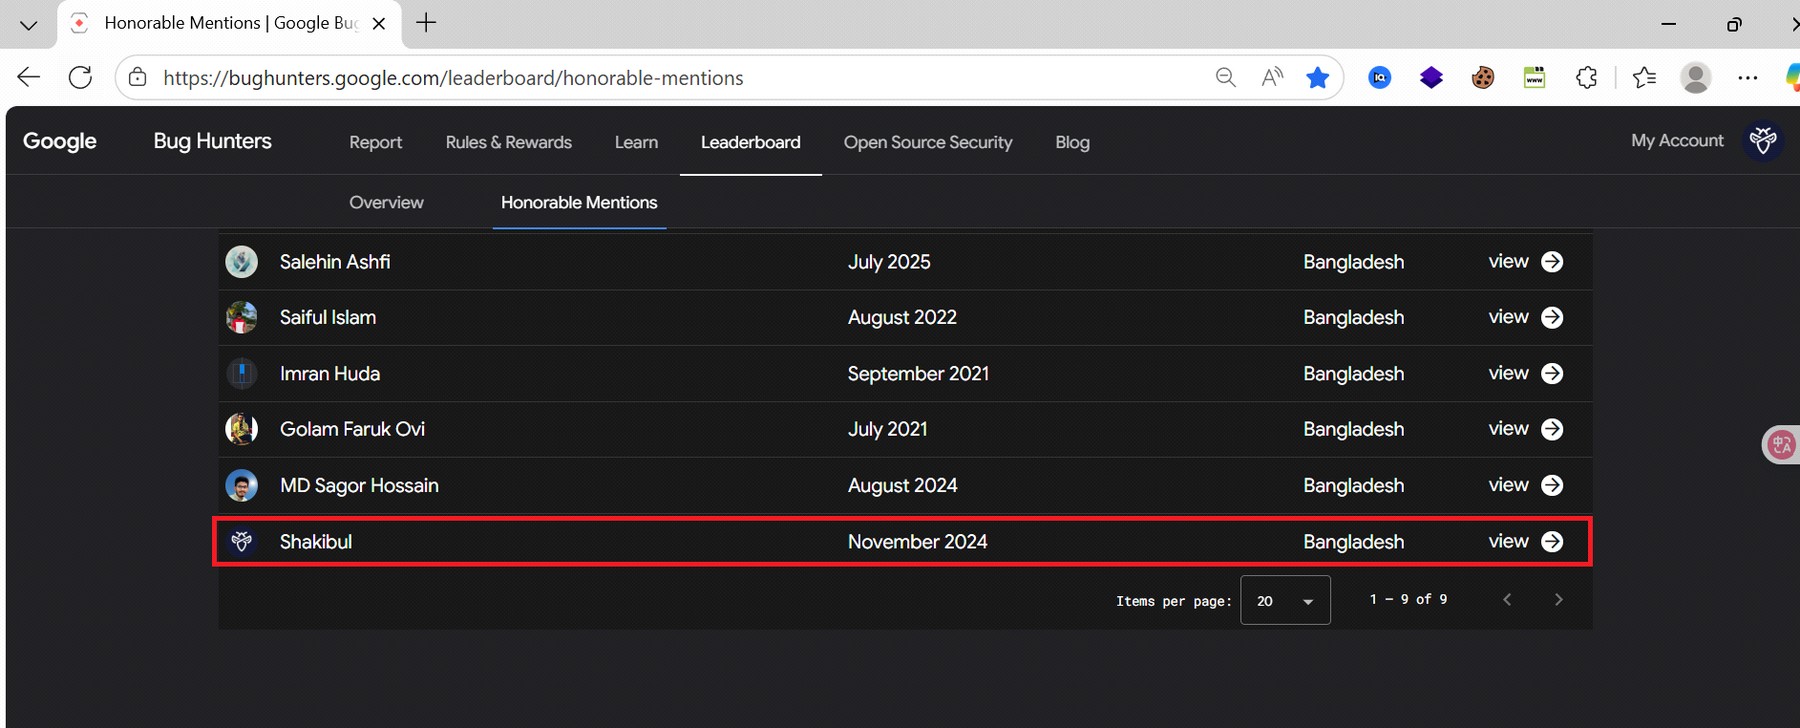 Honorable Mentions | Google Bug
https://bughunters.google.com/leaderboard/honorable-mentions
Google Bug Hunters Report Rules & Rewards Learn Leaderboard Open Source Security Blog My Account
Overview Honorable Mentions
Salehin Ashfi July 2025 Bangladesh view
Saiful Islam August 2022 Bangladesh view
Imran Huda September 2021 Bangladesh view
Golam Faruk Ovi July 2021 Bangladesh view
MD Sagor Hossain August 2024 Bangladesh view
Shakibul November 2024 Bangladesh view
Items per page: 20 1 – 9 of 9